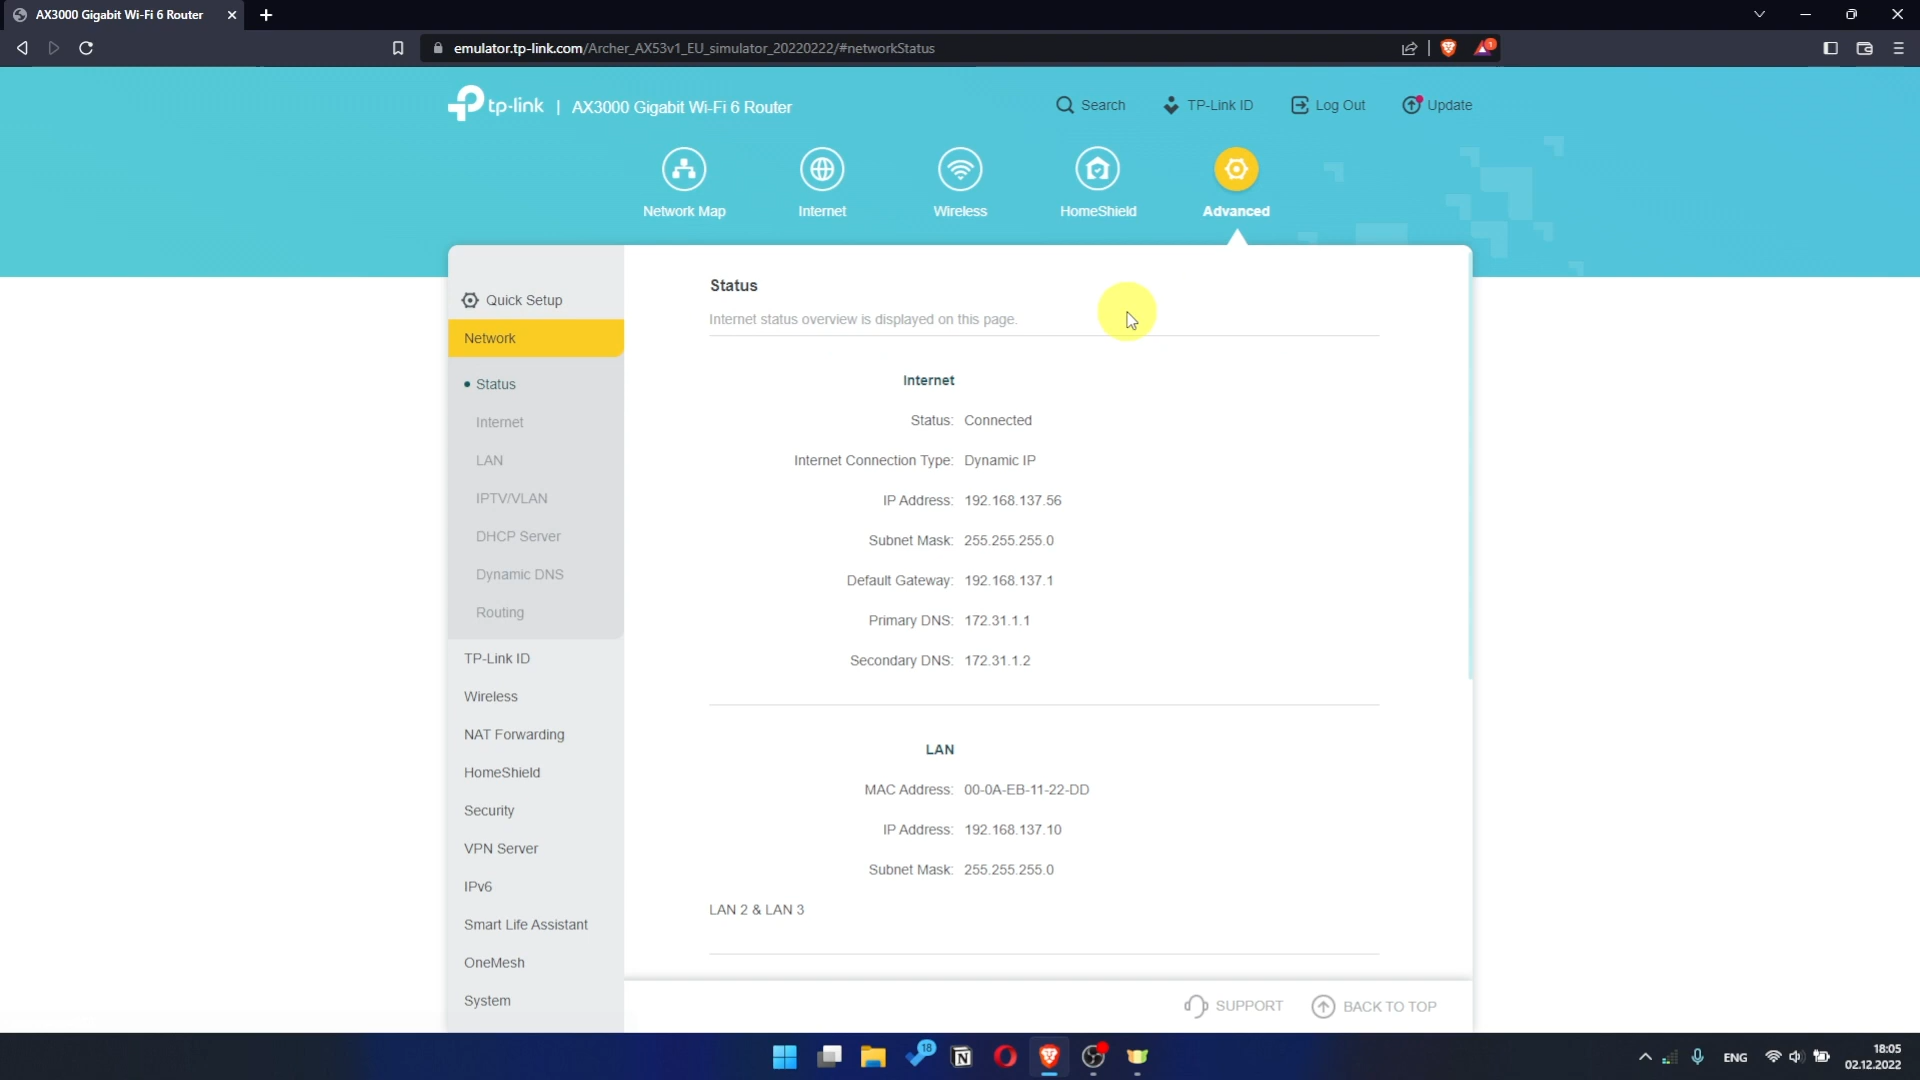 AX3000 Gigabit Wi-Fi 6 Router
emulator.tp-link.com/Archer_AX53v1_EU_simulator_20220222/#networkStatus
1
tp-link | AX3000 Gigabit Wi-Fi 6 Router
Search
TP-Link ID
Log Out
Update
Network Map
Internet
Wireless
HomeShield
Advanced
Quick Setup
Network
Status
Internet
LAN
IPTV/VLAN
DHCP Server
Dynamic DNS
Routing
TP-Link ID
Wireless
NAT Forwarding
HomeShield
Security
VPN Server
IPv6
Smart Life Assistant
OneMesh
System
Status
Internet status overview is displayed on this page.
Internet
Status: Connected
Internet Connection Type: Dynamic IP
IP Address: 192.168.137.56
Subnet Mask: 255.255.255.0
Default Gateway: 192.168.137.1
Primary DNS: 172.31.1.1
Secondary DNS: 172.31.1.2
LAN
MAC Address: 00-0A-EB-11-22-DD
IP Address: 192.168.137.10
Subnet Mask: 255.255.255.0
LAN 2 & LAN 3
SUPPORT
BACK TO TOP
18
ENG
18:05
02.12.2022